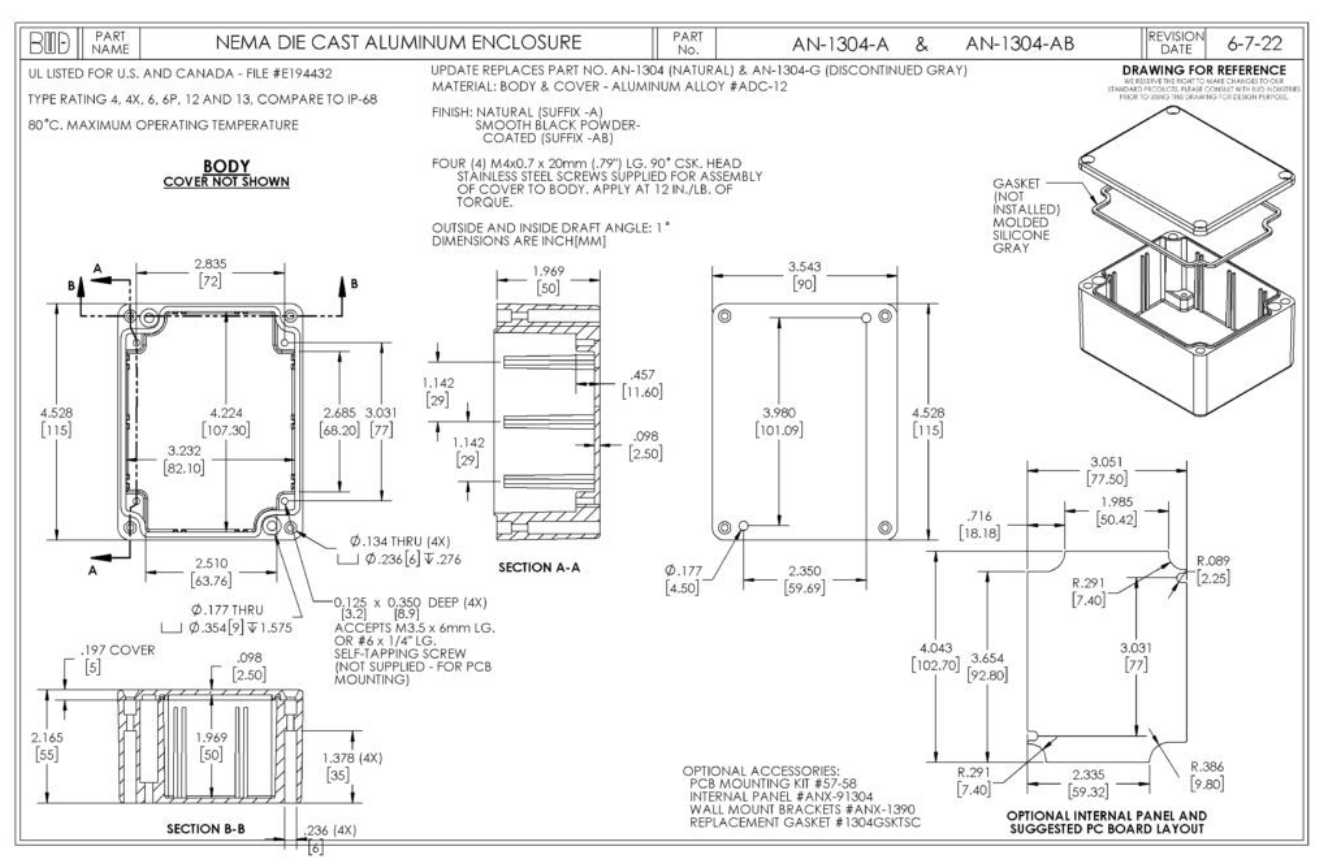 BUD
PART
NAME
NEMA DIE CAST ALUMINUM ENCLOSURE
PART
No.
AN-1304-A & AN-1304-AB
REVISION
DATE
6-7-22
UL LISTED FOR U.S. AND CANADA - FILE #E194432
TYPE RATING 4, 4X, 6, 6P, 12 AND 13, COMPARE TO IP-68
80°C. MAXIMUM OPERATING TEMPERATURE
UPDATE REPLACES PART NO. AN-1304 (NATURAL) & AN-1304-G (DISCONTINUED GRAY)
MATERIAL: BODY & COVER - ALUMINUM ALLOY #ADC-12
FINISH: NATURAL (SUFFIX -A)
SMOOTH BLACK POWDER-
COATED (SUFFIX -AB)
FOUR (4) M4x0.7 x 20mm (.79") LG. 90° CSK. HEAD
STAINLESS STEEL SCREWS SUPPLIED FOR ASSEMBLY
OF COVER TO BODY. APPLY AT 12 IN./LB. OF
TORQUE.
OUTSIDE AND INSIDE DRAFT ANGLE: 1°
DIMENSIONS ARE INCH[MM]
DRAWING FOR REFERENCE
WE RESERVE THE RIGHT TO MAKE CHANGES TO OUR
STANDARD PRODUCTS. PLEASE CONSULT WITH BUD INDUSTRIES
PRIOR TO USING THIS DRAWING FOR DESIGN PURPOSE.
GASKET
(NOT
INSTALLED)
MOLDED
SILICONE
GRAY
BODY
COVER NOT SHOWN
A
B
B
2.835
[72]
4.528
[115]
4.224
[107.30]
3.232
[82.10]
2.685
[68.20]
3.031
[77]
A
2.510
[63.76]
Ø.134 THRU (4X)
⌴ Ø.236[6]↧.276
Ø.177 THRU
⌴ Ø.354[9]↧1.575
0.125 x 0.350 DEEP (4X)
[3.2] [8.9]
ACCEPTS M3.5 x 6mm LG.
OR #6 x 1/4" LG.
SELF-TAPPING SCREW
(NOT SUPPLIED - FOR PCB
MOUNTING)
1.969
[50]
1.142
[29]
1.142
[29]
.457
[11.60]
.098
[2.50]
SECTION A-A
3.543
[90]
3.980
[101.09]
4.528
[115]
Ø.177
[4.50]
2.350
[59.69]
.197 COVER
[5]
.098
[2.50]
2.165
[55]
1.969
[50]
1.378 (4X)
[35]
SECTION B-B
.236 (4X)
[6]
3.051
[77.50]
1.985
[50.42]
.716
[18.18]
R.089
[2.25]
R.291
[7.40]
4.043
[102.70]
3.654
[92.80]
3.031
[77]
R.291
[7.40]
2.335
[59.32]
R.386
[9.80]
OPTIONAL INTERNAL PANEL AND
SUGGESTED PC BOARD LAYOUT
OPTIONAL ACCESSORIES:
PCB MOUNTING KIT #57-58
INTERNAL PANEL #ANX-91304
WALL MOUNT BRACKETS #ANX-1390
REPLACEMENT GASKET #1304GSKTSC